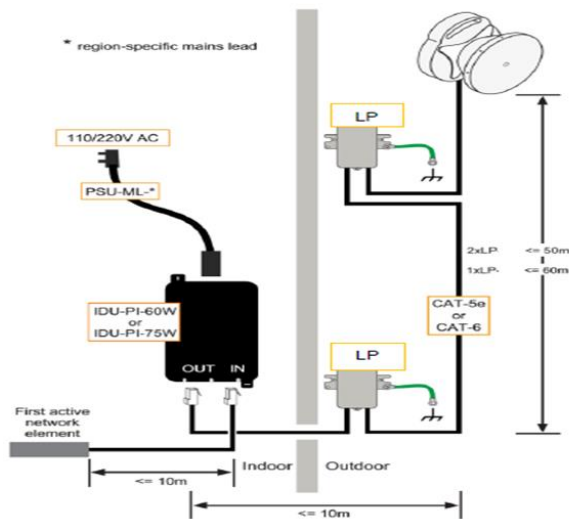 * region-specific mains lead
LP
110/220V AC
PSU-ML-*
2xLP- <= 50m
1xLP- <= 60m
IDU-PI-60W
or
IDU-PI-75W
CAT-5e
or
CAT-6
OUT IN
LP
First active
network
element
Indoor Outdoor
<= 10m
<= 10m